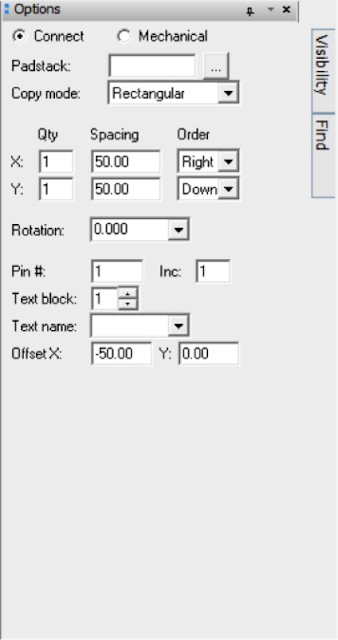 Options
Connect Mechanical
Padstack: ...
Copy mode: Rectangular
Qty Spacing Order
X: 1 50.00 Right
Y: 1 50.00 Down
Rotation: 0.000
Pin #: 1 Inc: 1
Text block: 1
Text name:
Offset X: -50.00 Y: 0.00
Visibility
Find